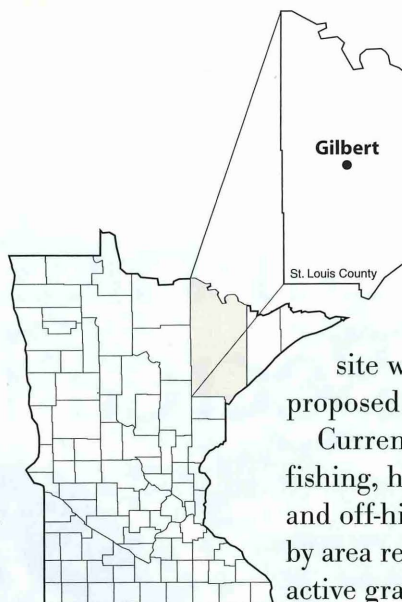 Gilbert
St. Louis County
site w
proposed
Curren
fishing, h
and off-hi
by area re
active gra